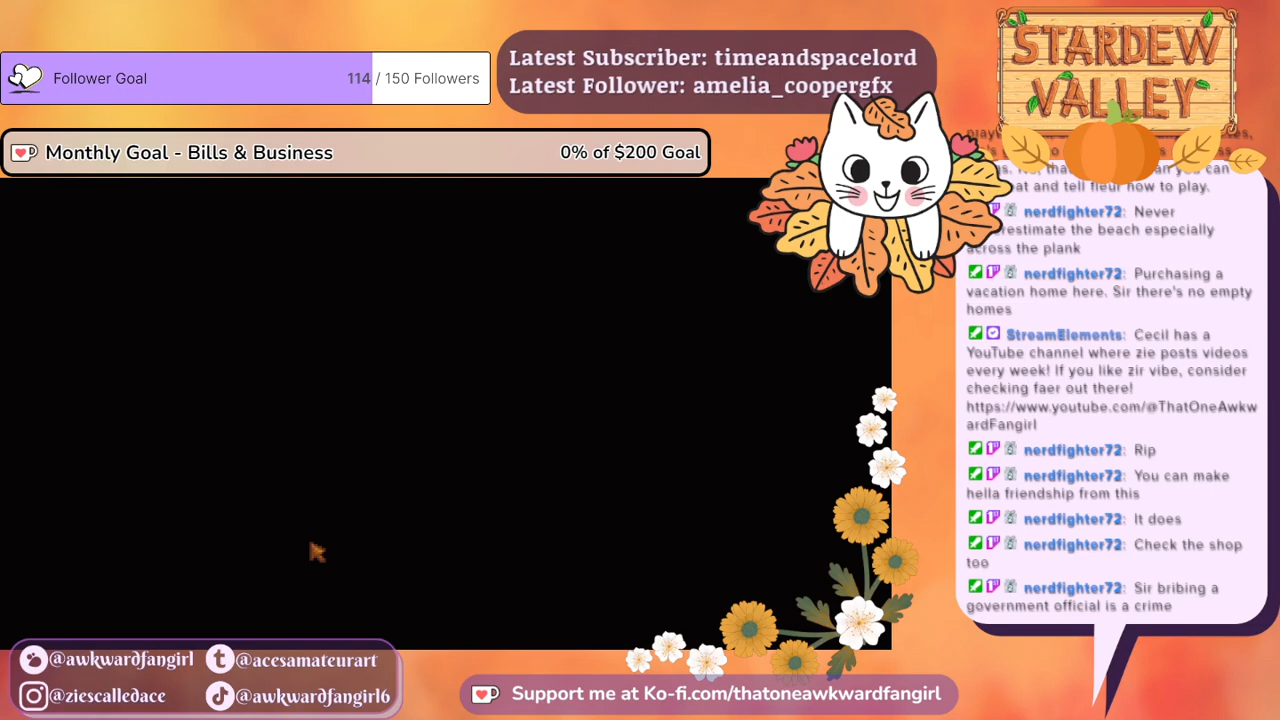 Follower Goal
114 / 150 Followers
Latest Subscriber: timeandspacelord
Latest Follower: amelia_coopergfx
Monthly Goal - Bills & Business
0% of $200 Goal
STARDEW
VALLEY
can
eat and tell fleur how to play.
nerdfighter72: Never
the beach especially
across the plank
nerdfighter72: Purchasing a
vacation home here. Sir there's no empty
homes
StreamElements: Cecil has a
YouTube channel where zie posts videos
every week! If you like zir vibe, consider
checking faer out there!
https://www.youtube.com/@ThatOneAwkw
ardFangirl
nerdfighter72: Rip
nerdfighter72: You can make
hella friendship from this
nerdfighter72: It does
nerdfighter72: Check the shop
too
nerdfighter72: Sir bribing a
government official is a crime
@awkwardfangirl
@acesamateurart
@ziescalledace
@awkwardfangirl6
Support me at Ko-fi.com/thatoneawkwardfangirl